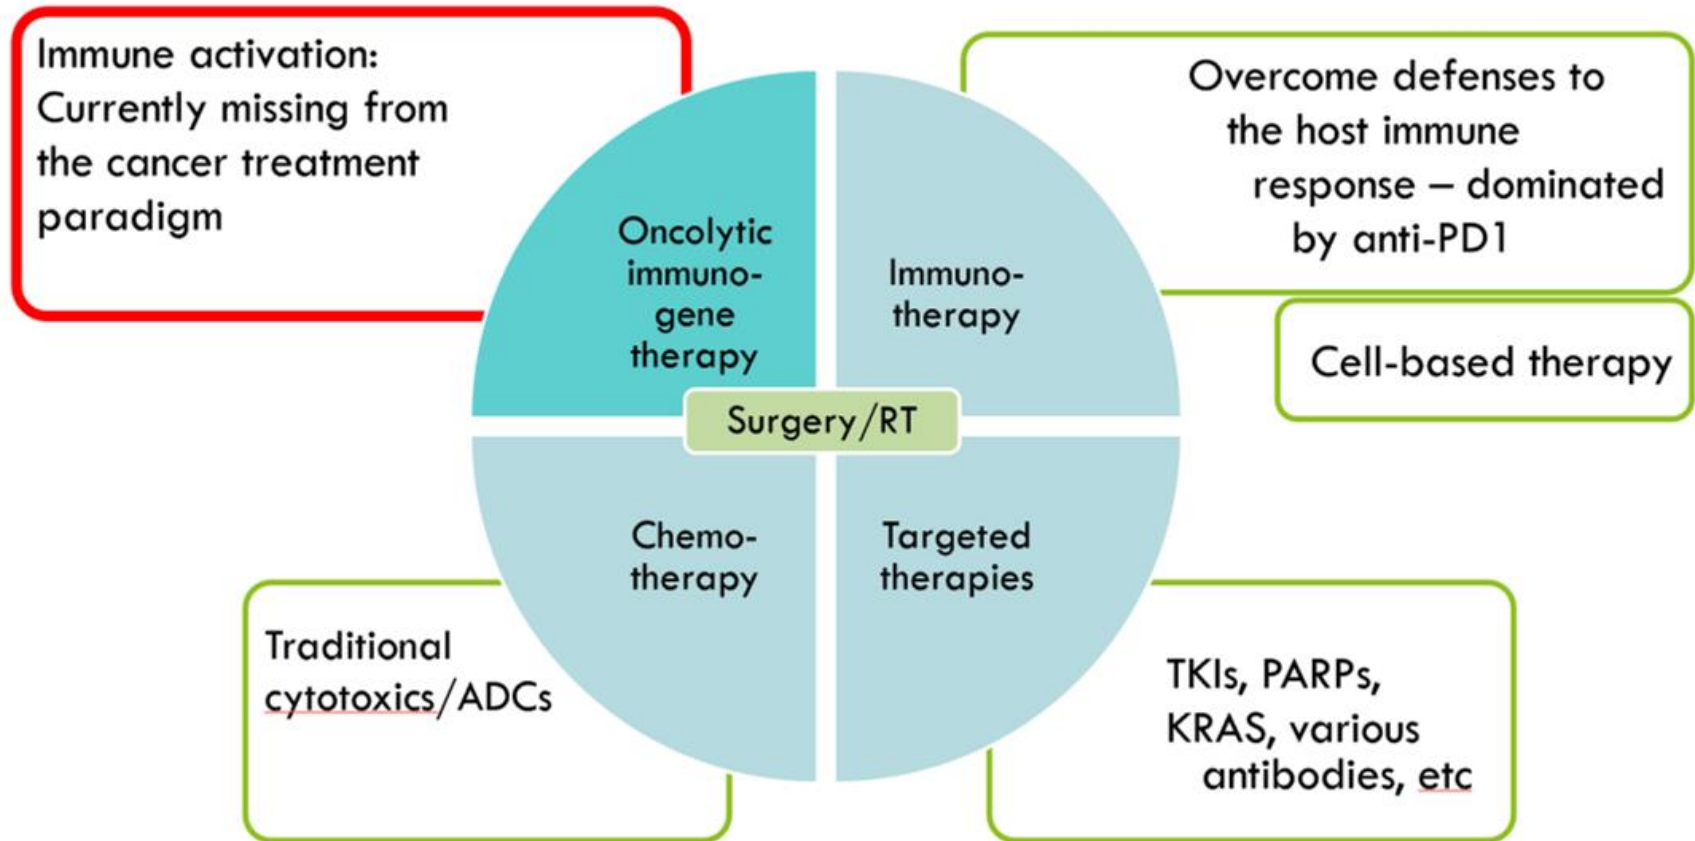 Immune activation:
Currently missing from
the cancer treatment
paradigm
Overcome defenses to
the host immune
response – dominated
by anti-PD1
Cell-based therapy
Oncolytic
immuno-
gene
therapy
Immuno-
therapy
Surgery/RT
Chemo-
therapy
Targeted
therapies
Traditional
cytotoxics/ADCs
TKIs, PARPs,
KRAS, various
antibodies, etc